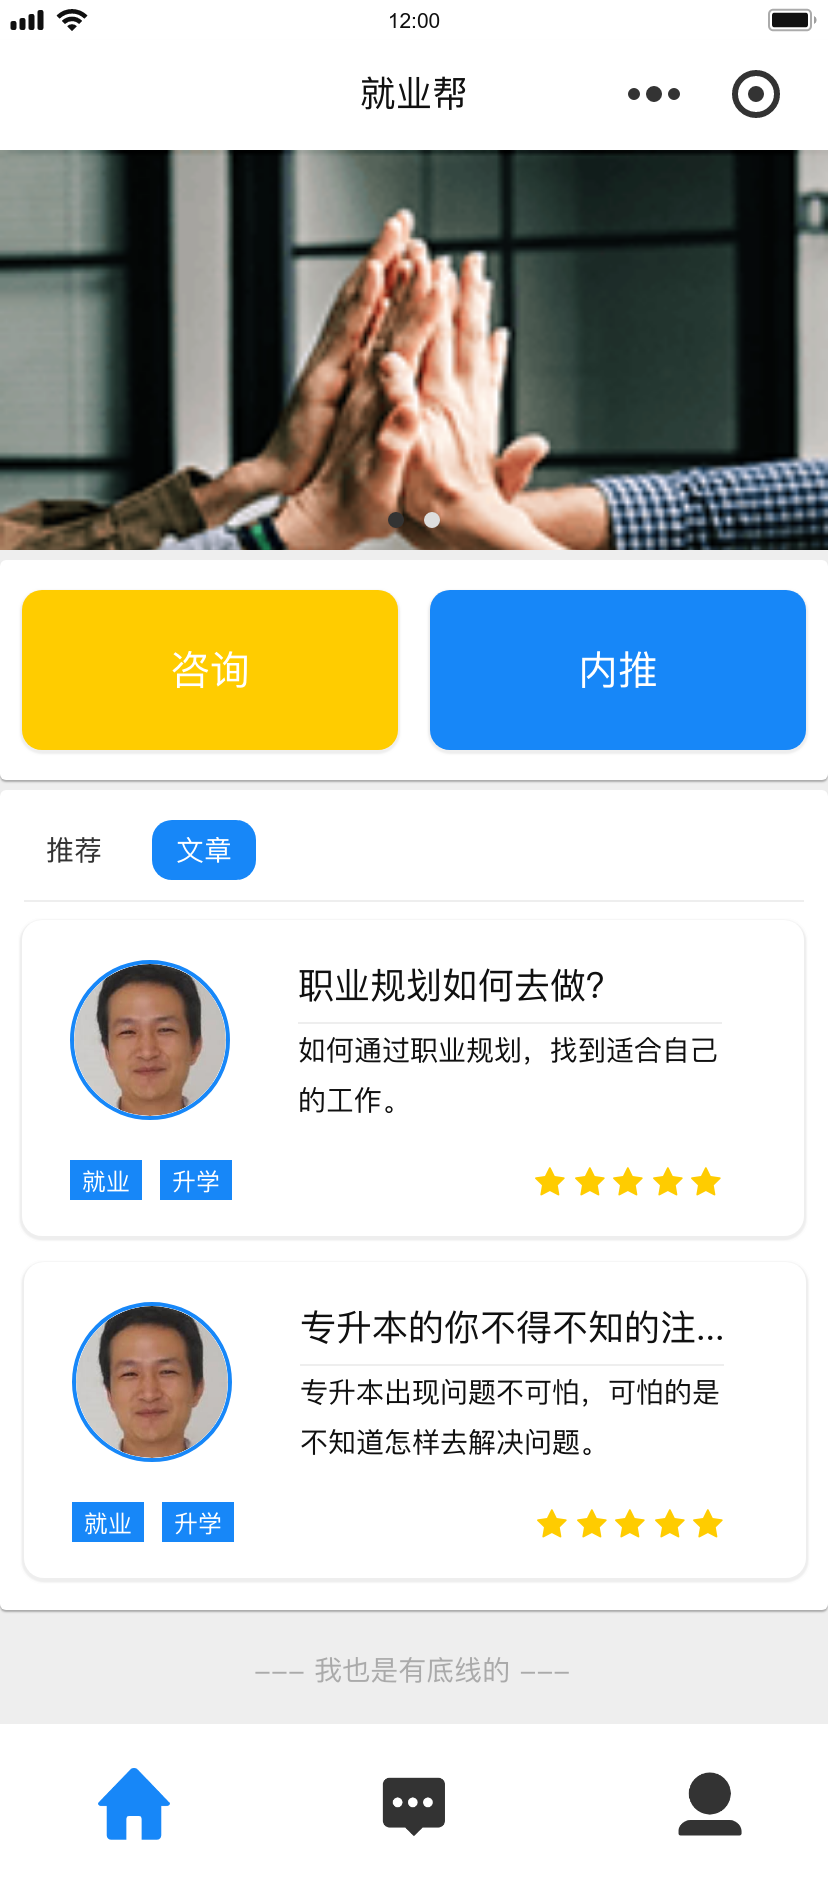 12:00
就业帮
咨询
内推
推荐
文章
职业规划如何去做?
如何通过职业规划，找到适合自己
的工作。
就业
升学
专升本的你不得不知的注...
专升本出现问题不可怕，可怕的是
不知道怎样去解决问题。
就业
升学
––– 我也是有底线的 –––